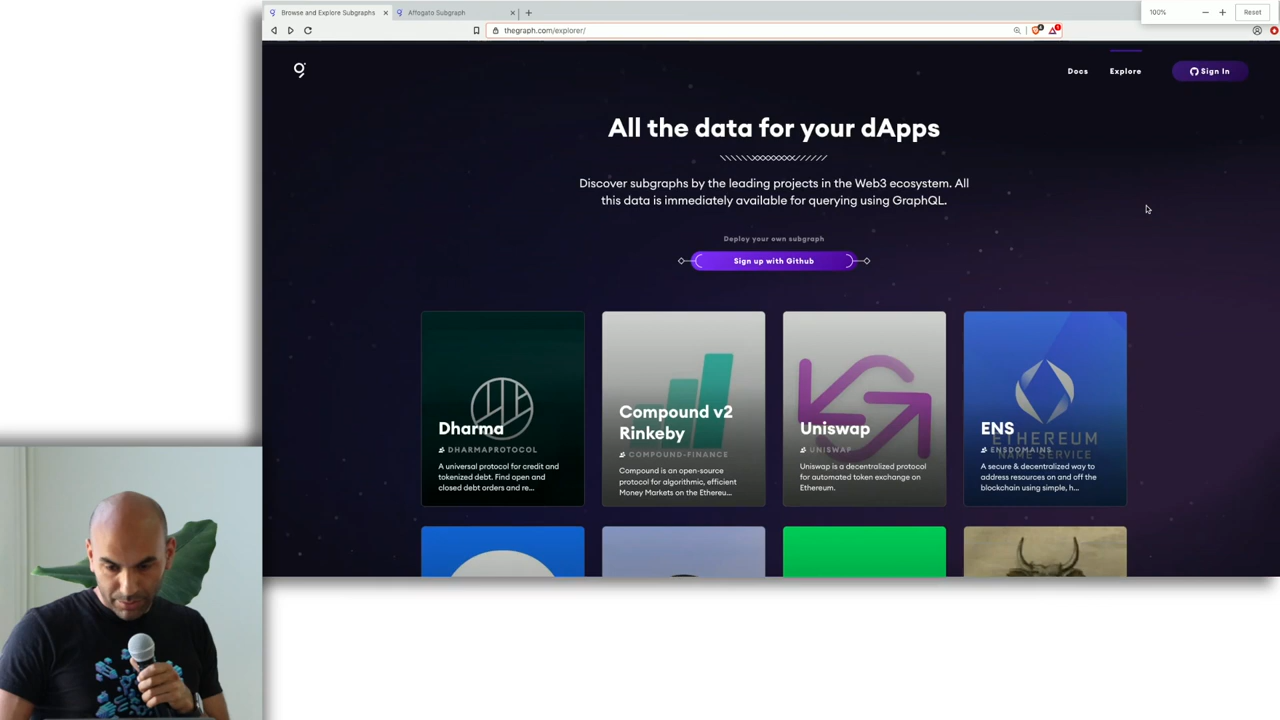 Browse and Explore Subgraphs
Affogato Subgraph
100%
Reset
thegraph.com/explorer/
Docs
Explore
Sign In
All the data for your dApps
Discover subgraphs by the leading projects in the Web3 ecosystem. All
this data is immediately available for querying using GraphQL.
Deploy your own subgraph
Sign up with Github
Dharma
DHARMAPROTOCOL
A universal protocol for credit and
tokenized debt. Find open and
closed debt orders and re...
Compound v2
Rinkeby
COMPOUND-FINANCE
Compound is an open-source
protocol for algorithmic, efficient
Money Markets on the Ethereu...
Uniswap
UNISWAP
Uniswap is a decentralized protocol
for automated token exchange on
Ethereum.
ENS
ETHEREUM
NAME SERVICE
ENSDOMAINS
A secure & decentralized way to
address resources on and off the
blockchain using simple, h...